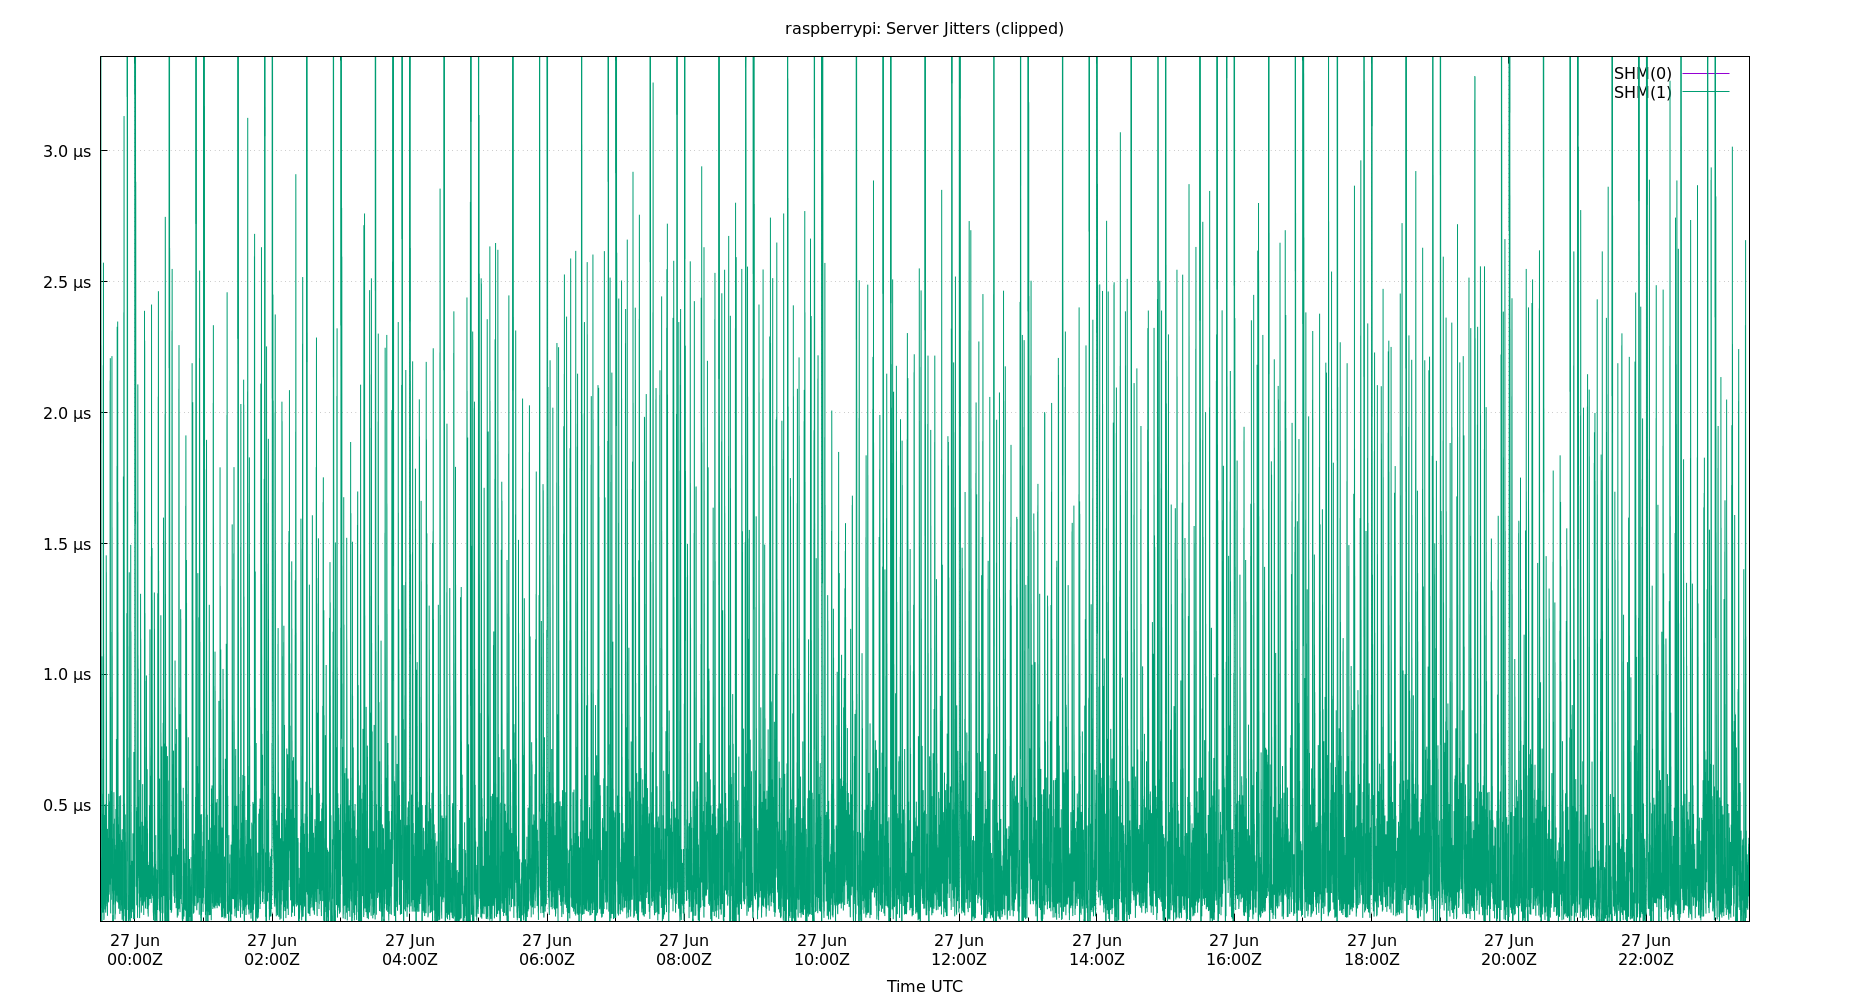 raspberrypi: Server Jitters (clipped)
SHM(0)
SHM(1)
3.0 µs
2.5 µs
2.0 µs
1.5 µs
1.0 µs
0.5 µs
27 Jun 27 Jun 27 Jun 27 Jun 27 Jun 27 Jun 27 Jun 27 Jun 27 Jun 27 Jun 27 Jun 27 Jun
00:00Z 02:00Z 04:00Z 06:00Z 08:00Z 10:00Z 12:00Z 14:00Z 16:00Z 18:00Z 20:00Z 22:00Z
Time UTC